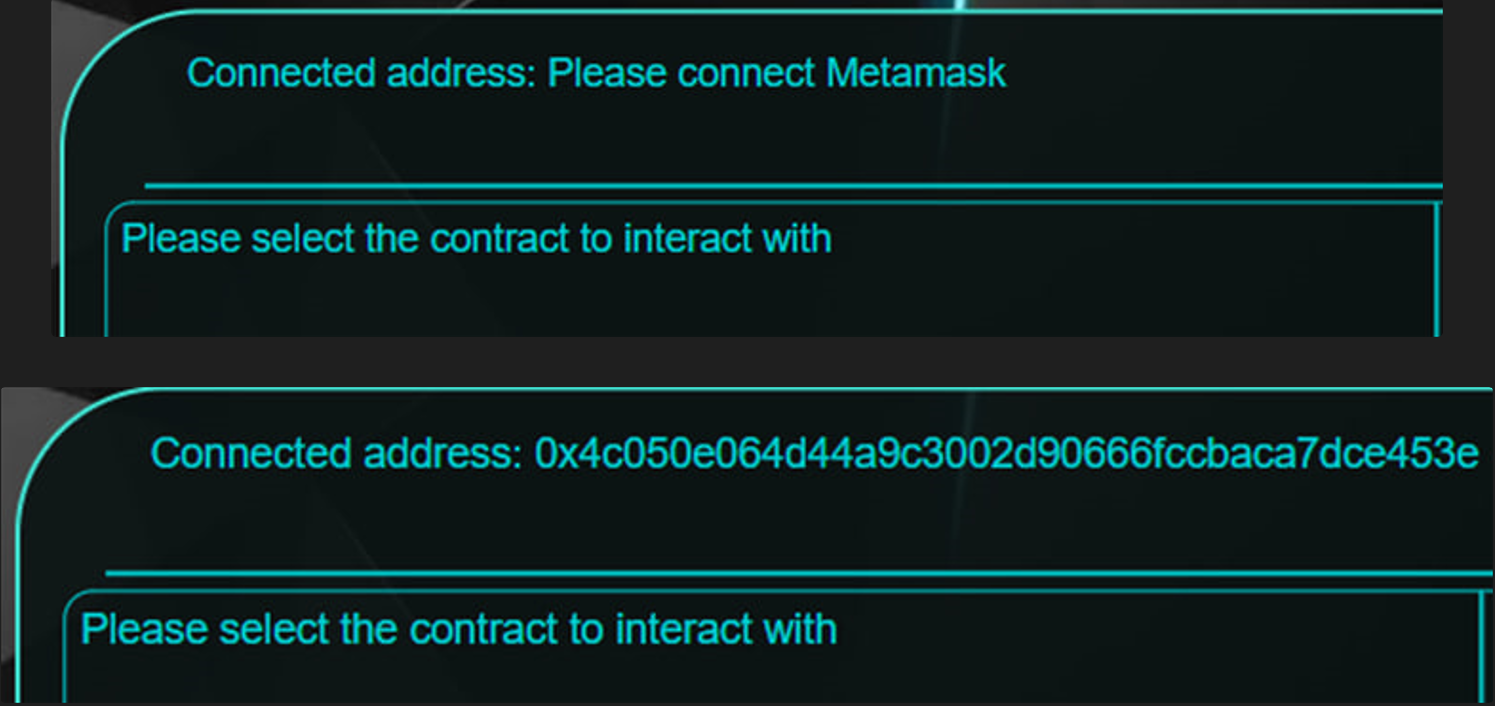 Connected address: Please connect Metamask
Please select the contract to interact with
Connected address: 0x4c050e064d44a9c3002d90666fccbaca7dce453e
Please select the contract to interact with